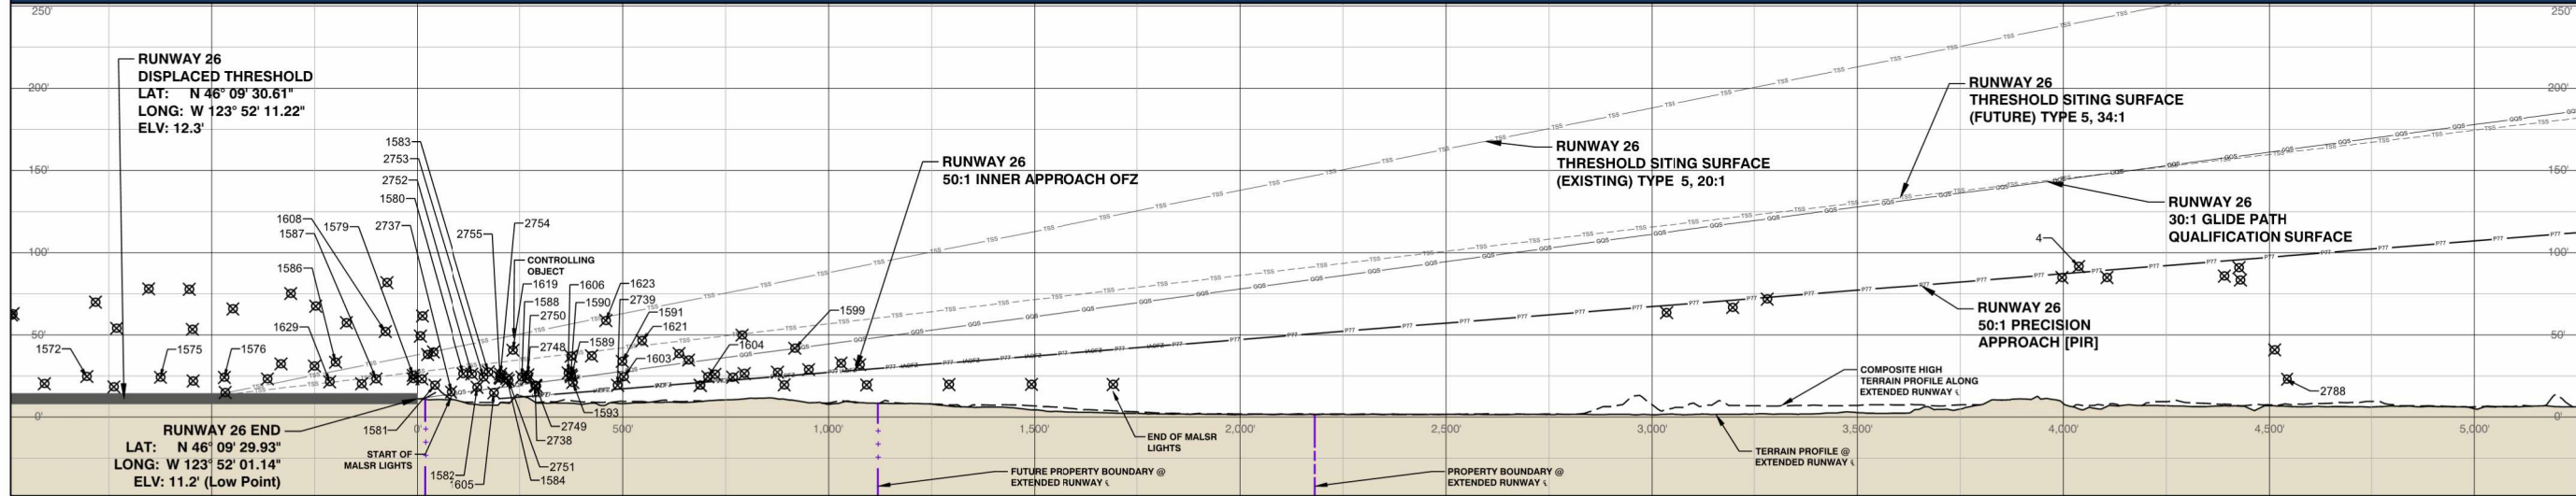 250'
250'
RUNWAY 26
DISPLACED THRESHOLD
LAT: N 46° 09' 30.61"
LONG: W 123° 52' 11.22"
ELV: 12.3'
200'
200'
150'
150'
100'
100'
50'
50'
0'
0'
RUNWAY 26
THRESHOLD SITING SURFACE
(FUTURE) TYPE 5, 34:1
RUNWAY 26
THRESHOLD SITING SURFACE
(EXISTING) TYPE 5, 20:1
RUNWAY 26
50:1 INNER APPROACH OFZ
RUNWAY 26
30:1 GLIDE PATH
QUALIFICATION SURFACE
RUNWAY 26
50:1 PRECISION
APPROACH [PIR]
1583
2753
2752
1580
1608
1587
1579
2737
2755
2754
1586
CONTROLLING
OBJECT
1619
1606
1623
1588
1590
2739
2750
1591
1629
1621
1599
1572
1575
1576
2748
1589
1603
1604
4
2788
COMPOSITE HIGH
TERRAIN PROFILE ALONG
EXTENDED RUNWAY ℄
RUNWAY 26 END
LAT: N 46° 09' 29.93"
LONG: W 123° 52' 01.14"
ELV: 11.2' (Low Point)
1581
START OF
MALSR LIGHTS
1582
1605
1593
2749
2738
2751
1584
0'
500'
1,000'
1,500'
2,000'
2,500'
3,000'
3,500'
4,000'
4,500'
5,000'
END OF MALSR
LIGHTS
FUTURE PROPERTY BOUNDARY @
EXTENDED RUNWAY ℄
PROPERTY BOUNDARY @
EXTENDED RUNWAY ℄
TERRAIN PROFILE @
EXTENDED RUNWAY ℄
TSS
GQS
P77
IAOFZ